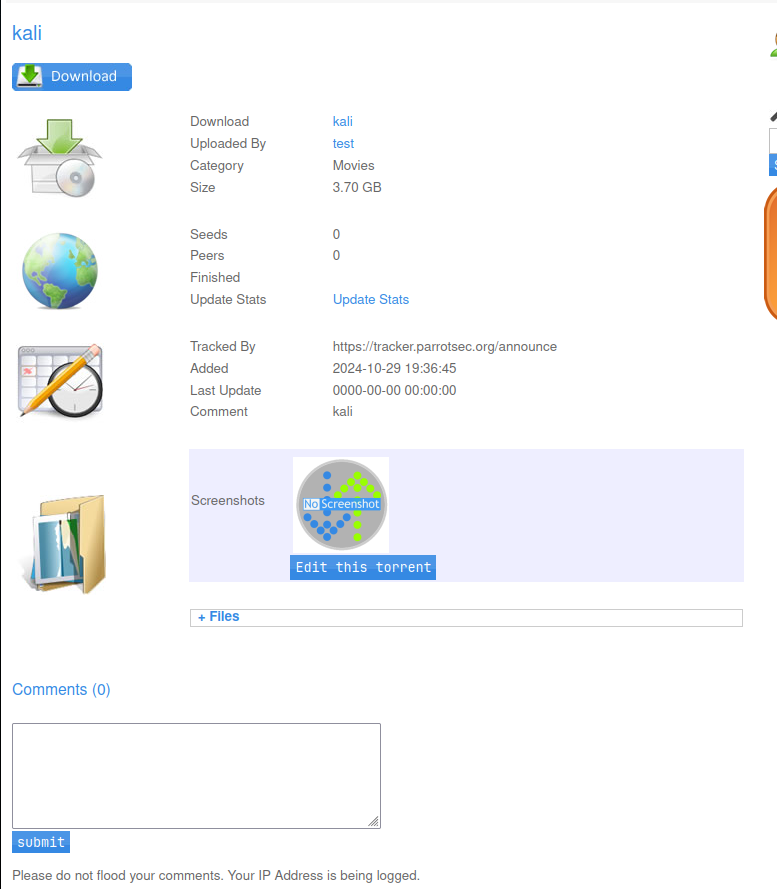 kali
Download
Download kali
Uploaded By test
Category Movies
Size 3.70 GB
Seeds 0
Peers 0
Finished
Update Stats Update Stats
Tracked By https://tracker.parrotsec.org/announce
Added 2024-10-29 19:36:45
Last Update 0000-00-00 00:00:00
Comment kali
Screenshots
No Screenshot
Edit this torrent
+ Files
Comments (0)
submit
Please do not flood your comments. Your IP Address is being logged.